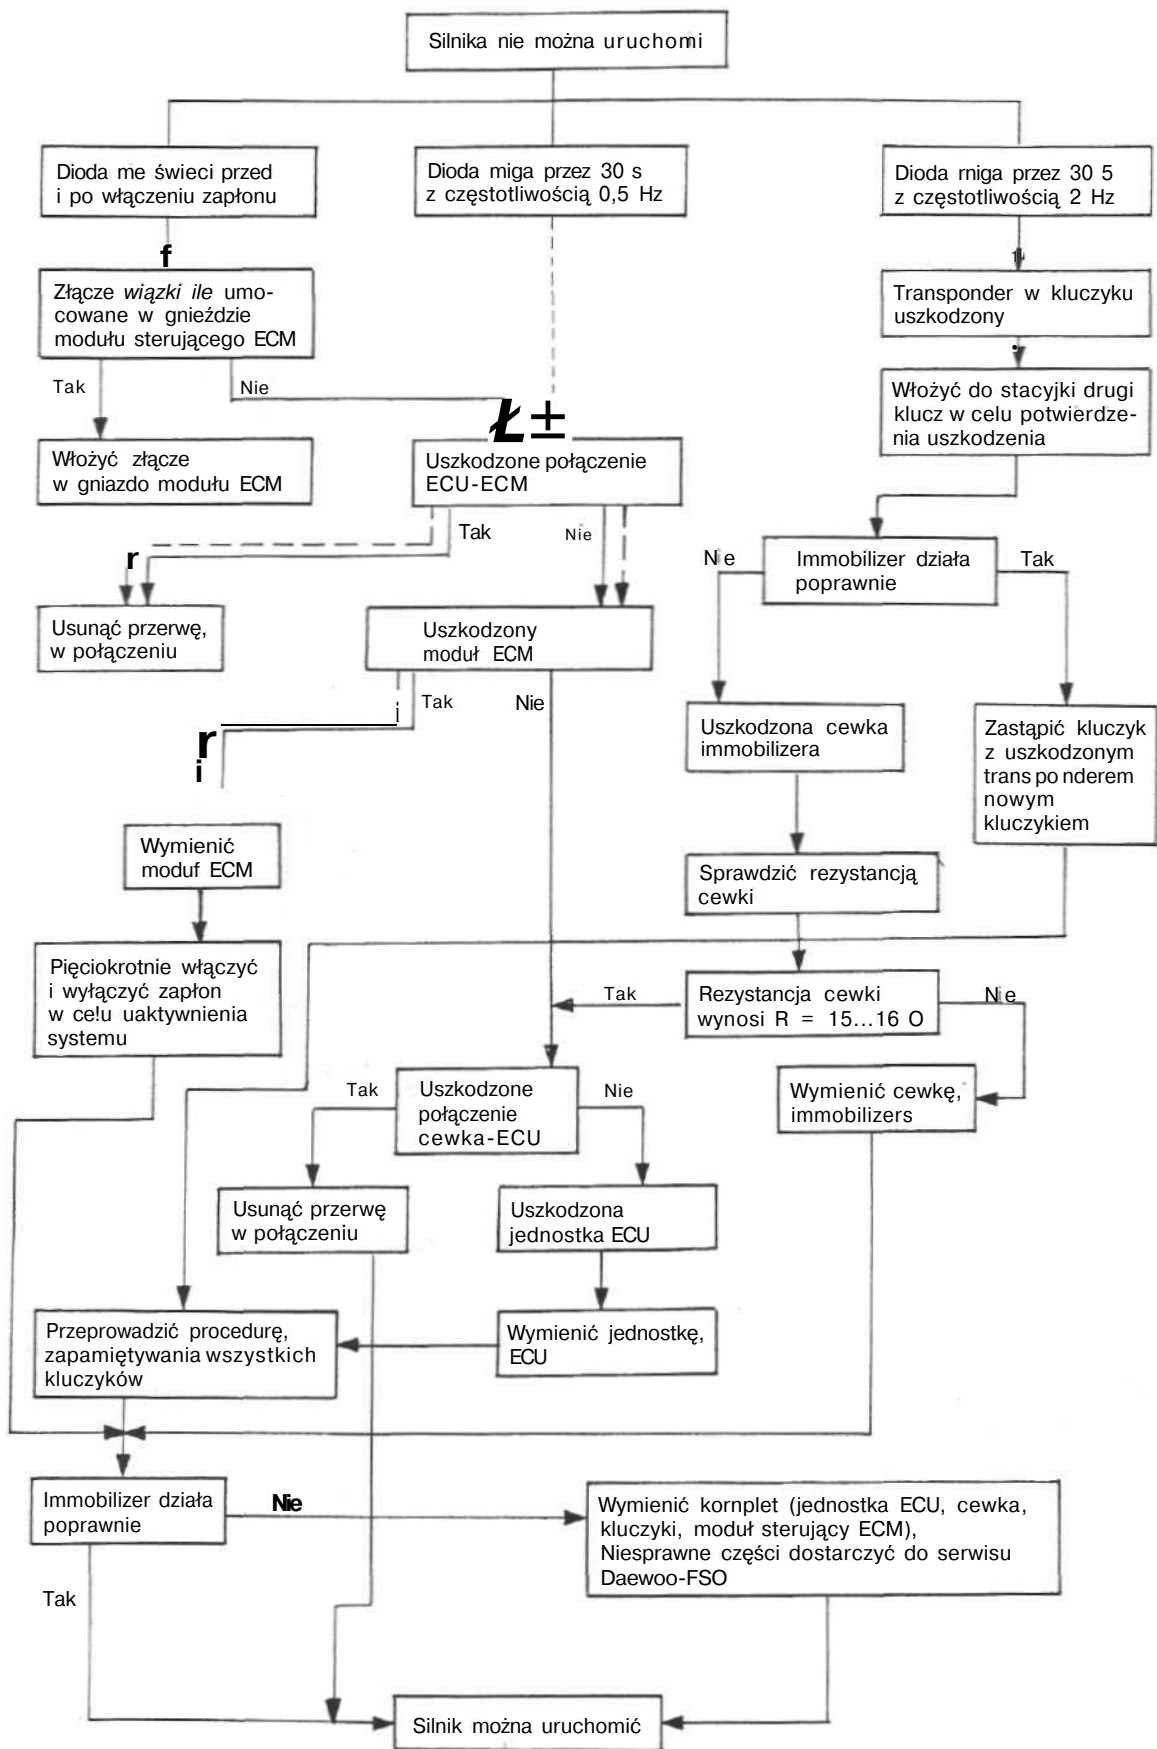 Silnika nie można uruchomi
Dioda me świeci przed
i po włączeniu zapłonu
Dioda miga przez 30 s
z częstotliwością 0,5 Hz
Dioda rniga przez 30 5
z częstotliwością 2 Hz
f
Złącze wiązki ile umo-
cowane w gnieździe
modułu sterującego ECM
Transponder w kluczyku
uszkodzony
Tak
Nie
Włożyć do stacyjki drugi
klucz w celu potwierdze-
nia uszkodzenia
Ł±
Włożyć złącze
w gniazdo modułu ECM
Uszkodzone połączenie
ECU-ECM
Tak
Nie
r
Nie
Immobilizer działa
poprawnie
Tak
Usunąć przerwę,
w połączeniu
Uszkodzony
moduł ECM
i
Tak
Nie
r
i
Uszkodzona cewka
immobilizera
Zastąpić kluczyk
z uszkodzonym
trans po nderem
nowym
kluczykiem
Wymienić
moduf ECM
Sprawdzić rezystancją
cewki
Pięciokrotnie włączyć
i wyłączyć zapłon
w celu uaktywnienia
systemu
Tak
Rezystancja cewki
wynosi R = 15...16 O
Nie
Tak
Uszkodzone
połączenie
cewka-ECU
Nie
Wymienić cewkę,
immobilizers
Usunąć przerwę
w połączeniu
Uszkodzona
jednostka ECU
Przeprowadzić procedurę,
zapamiętywania wszystkich
kluczyków
Wymienić jednostkę,
ECU
Immobilizer działa
poprawnie
Nie
Wymienić kornplet (jednostka ECU, cewka,
kluczyki, moduł sterujący ECM),
Niesprawne części dostarczyć do serwisu
Daewoo-FSO
Tak
Silnik można uruchomić